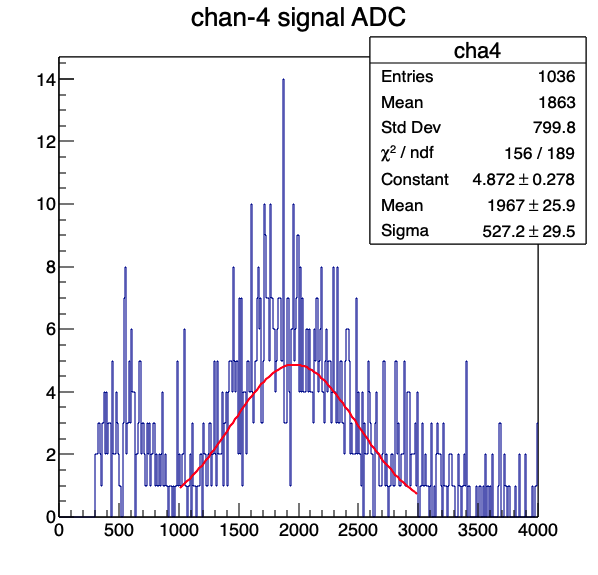 chan-4 signal ADC
cha4
Entries 1036
Mean 1863
Std Dev 799.8
χ² / ndf 156 / 189
Constant 4.872 ± 0.278
Mean 1967 ± 25.9
Sigma 527.2 ± 29.5
14
12
10
8
6
4
2
0
0 500 1000 1500 2000 2500 3000 3500 4000